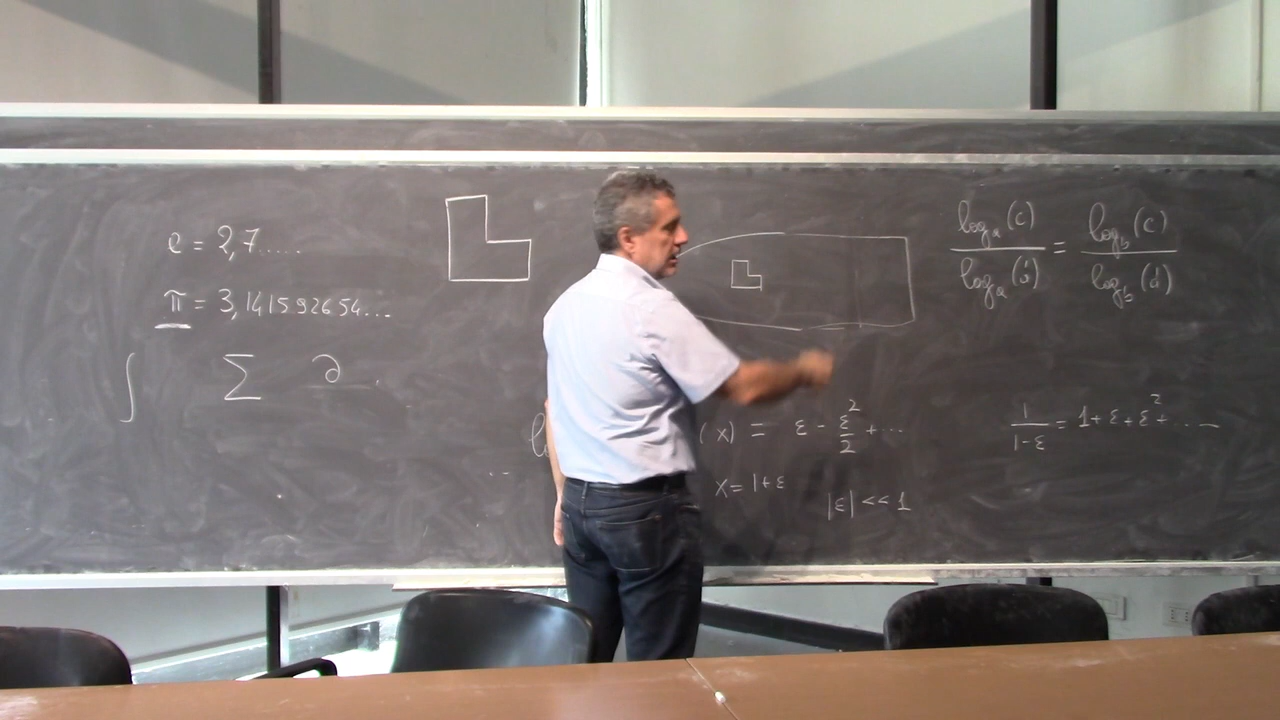 e = 2,7.....
π = 3,141592654...
∫ Σ ∂
log_a(c) / log_a(d) = log_b(c) / log_b(d)
(x) = ε - ε²/2 + ...
x = 1+ε
|ε| << 1
1/(1-ε) = 1+ε+ε²+.....